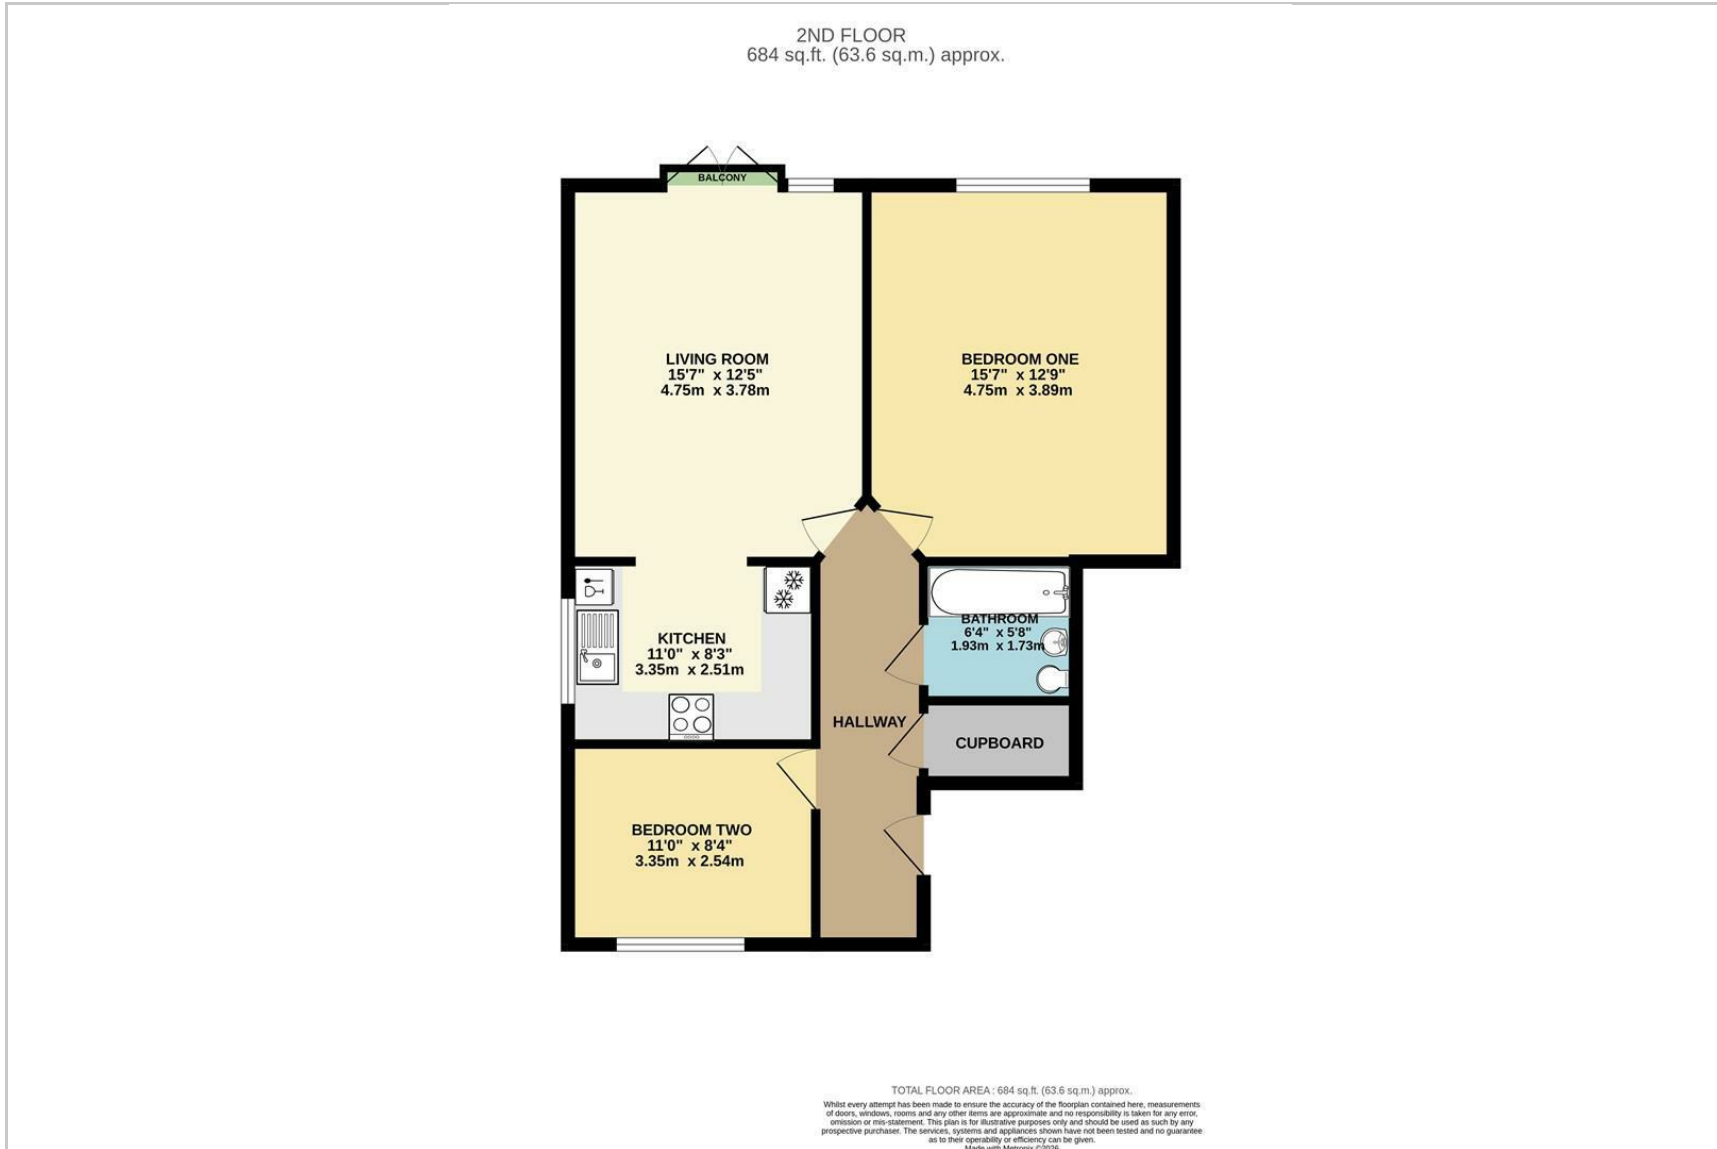 2ND FLOOR
684 sq.ft. (63.6 sq.m.) approx.
BALCONY
LIVING ROOM
15'7" x 12'5"
4.75m x 3.78m
BEDROOM ONE
15'7" x 12'9"
4.75m x 3.89m
KITCHEN
11'0" x 8'3"
3.35m x 2.51m
BATHROOM
6'4" x 5'8"
1.93m x 1.73m
HALLWAY
CUPBOARD
BEDROOM TWO
11'0" x 8'4"
3.35m x 2.54m
TOTAL FLOOR AREA : 684 sq.ft. (63.6 sq.m.) approx.
Whilst every attempt has been made to ensure the accuracy of the floorplan contained here, measurements
of doors, windows, rooms and any other items are approximate and no responsibility is taken for any error,
omission or mis-statement. This plan is for illustrative purposes only and should be used as such by any
prospective purchaser. The services, systems and appliances shown have not been tested and no guarantee
as to their operability or efficiency can be given.
Made with Metropix ©2026